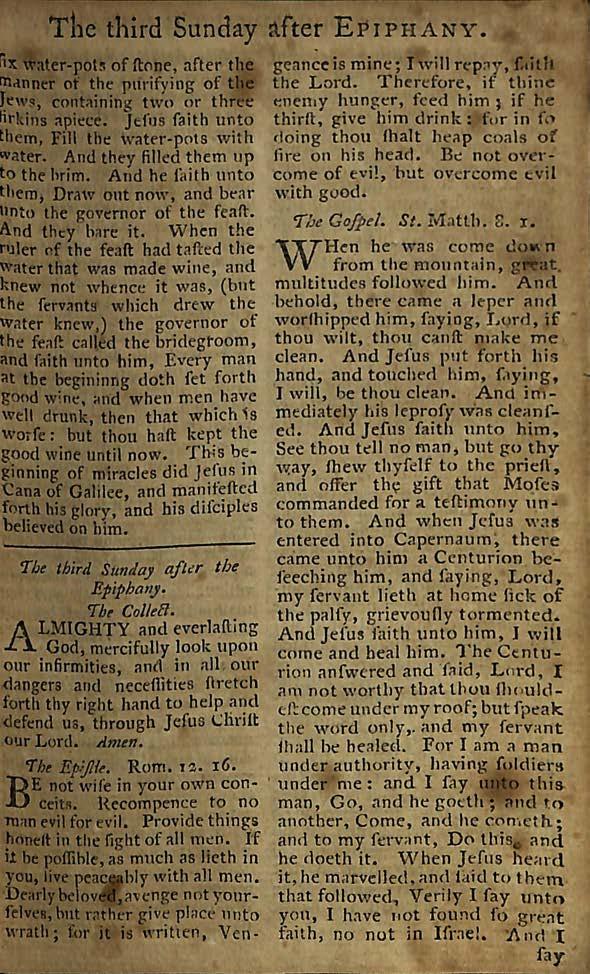 The third Sunday after EPIPHANY.
ſix water-pots of ſtone, after the
manner of the purifying of the
Jews, containing two or three
firkins apiece. Jeſus ſaith unto
them, Fill the water-pots with
water. And they filled them up
to the brim. And he ſaith unto
them, Draw out now, and bear
unto the governor of the feaſt.
And they bare it. When the
ruler of the feaſt had taſted the
water that was made wine, and
knew not whence it was, (but
the ſervants which drew the
water knew,) the governor of
the feaſt called the bridegroom,
and ſaith unto him, Every man
at the begininng doth ſet forth
good wine, and when men have
well drunk, then that which is
worſe: but thou haſt kept the
good wine until now. This be-
ginning of miracles did Jeſus in
Cana of Galilee, and manifeſted
forth his glory, and his diſciples
believed on him.
The third Sunday after the
Epiphany.
The Collect.
ALMIGHTY and everlaſting
God, mercifully look upon
our infirmities, and in all our
dangers and neceſſities ſtretch
forth thy right hand to help and
defend us, through Jeſus Chriſt
our Lord. Amen.
The Epiſtle. Rom. 12. 16.
BE not wiſe in your own con-
ceits. Recompence to no
man evil for evil. Provide things
honeſt in the ſight of all men. If
it be poſſible, as much as lieth in
you, live peaceably with all men.
Dearly beloved, avenge not your-
ſelves, but rather give place unto
wrath; for it is written, Ven-
geance is mine; I will repay, ſaith
the Lord. Therefore, if thine
enemy hunger, feed him; if he
thirſt, give him drink: for in ſo
doing thou ſhalt heap coals of
fire on his head. Be not over-
come of evil, but overcome evil
with good.
The Goſpel. St. Matth. 8. 1.
WHen he was come down
from the mountain, great
multitudes followed him. And
behold, there came a leper and
worſhipped him, ſaying, Lord, if
thou wilt, thou canſt make me
clean. And Jeſus put forth his
hand, and touched him, ſaying,
I will, be thou clean. And im-
mediately his leproſy was cleanſ-
ed. And Jeſus ſaith unto him,
See thou tell no man, but go thy
way, ſhew thyſelf to the prieſt,
and offer the gift that Moſes
commanded for a teſtimony un-
to them. And when Jeſus was
entered into Capernaum, there
came unto him a Centurion be-
ſeeching him, and ſaying, Lord,
my ſervant lieth at home ſick of
the palſy, grievouſly tormented.
And Jeſus ſaith unto him, I will
come and heal him. The Centu-
rion anſwered and ſaid, Lord, I
am not worthy that thou ſhould-
eſt come under my roof; but ſpeak
the word only, and my ſervant
ſhall be healed. For I am a man
under authority, having ſoldiers
under me: and I ſay unto this
man, Go, and he goeth; and to
another, Come, and he cometh;
and to my ſervant, Do this, and
he doeth it. When Jeſus heard
it, he marvelled, and ſaid to them
that followed, Verily I ſay unto
you, I have not found ſo great
faith, no not in Iſrael. And I
ſay